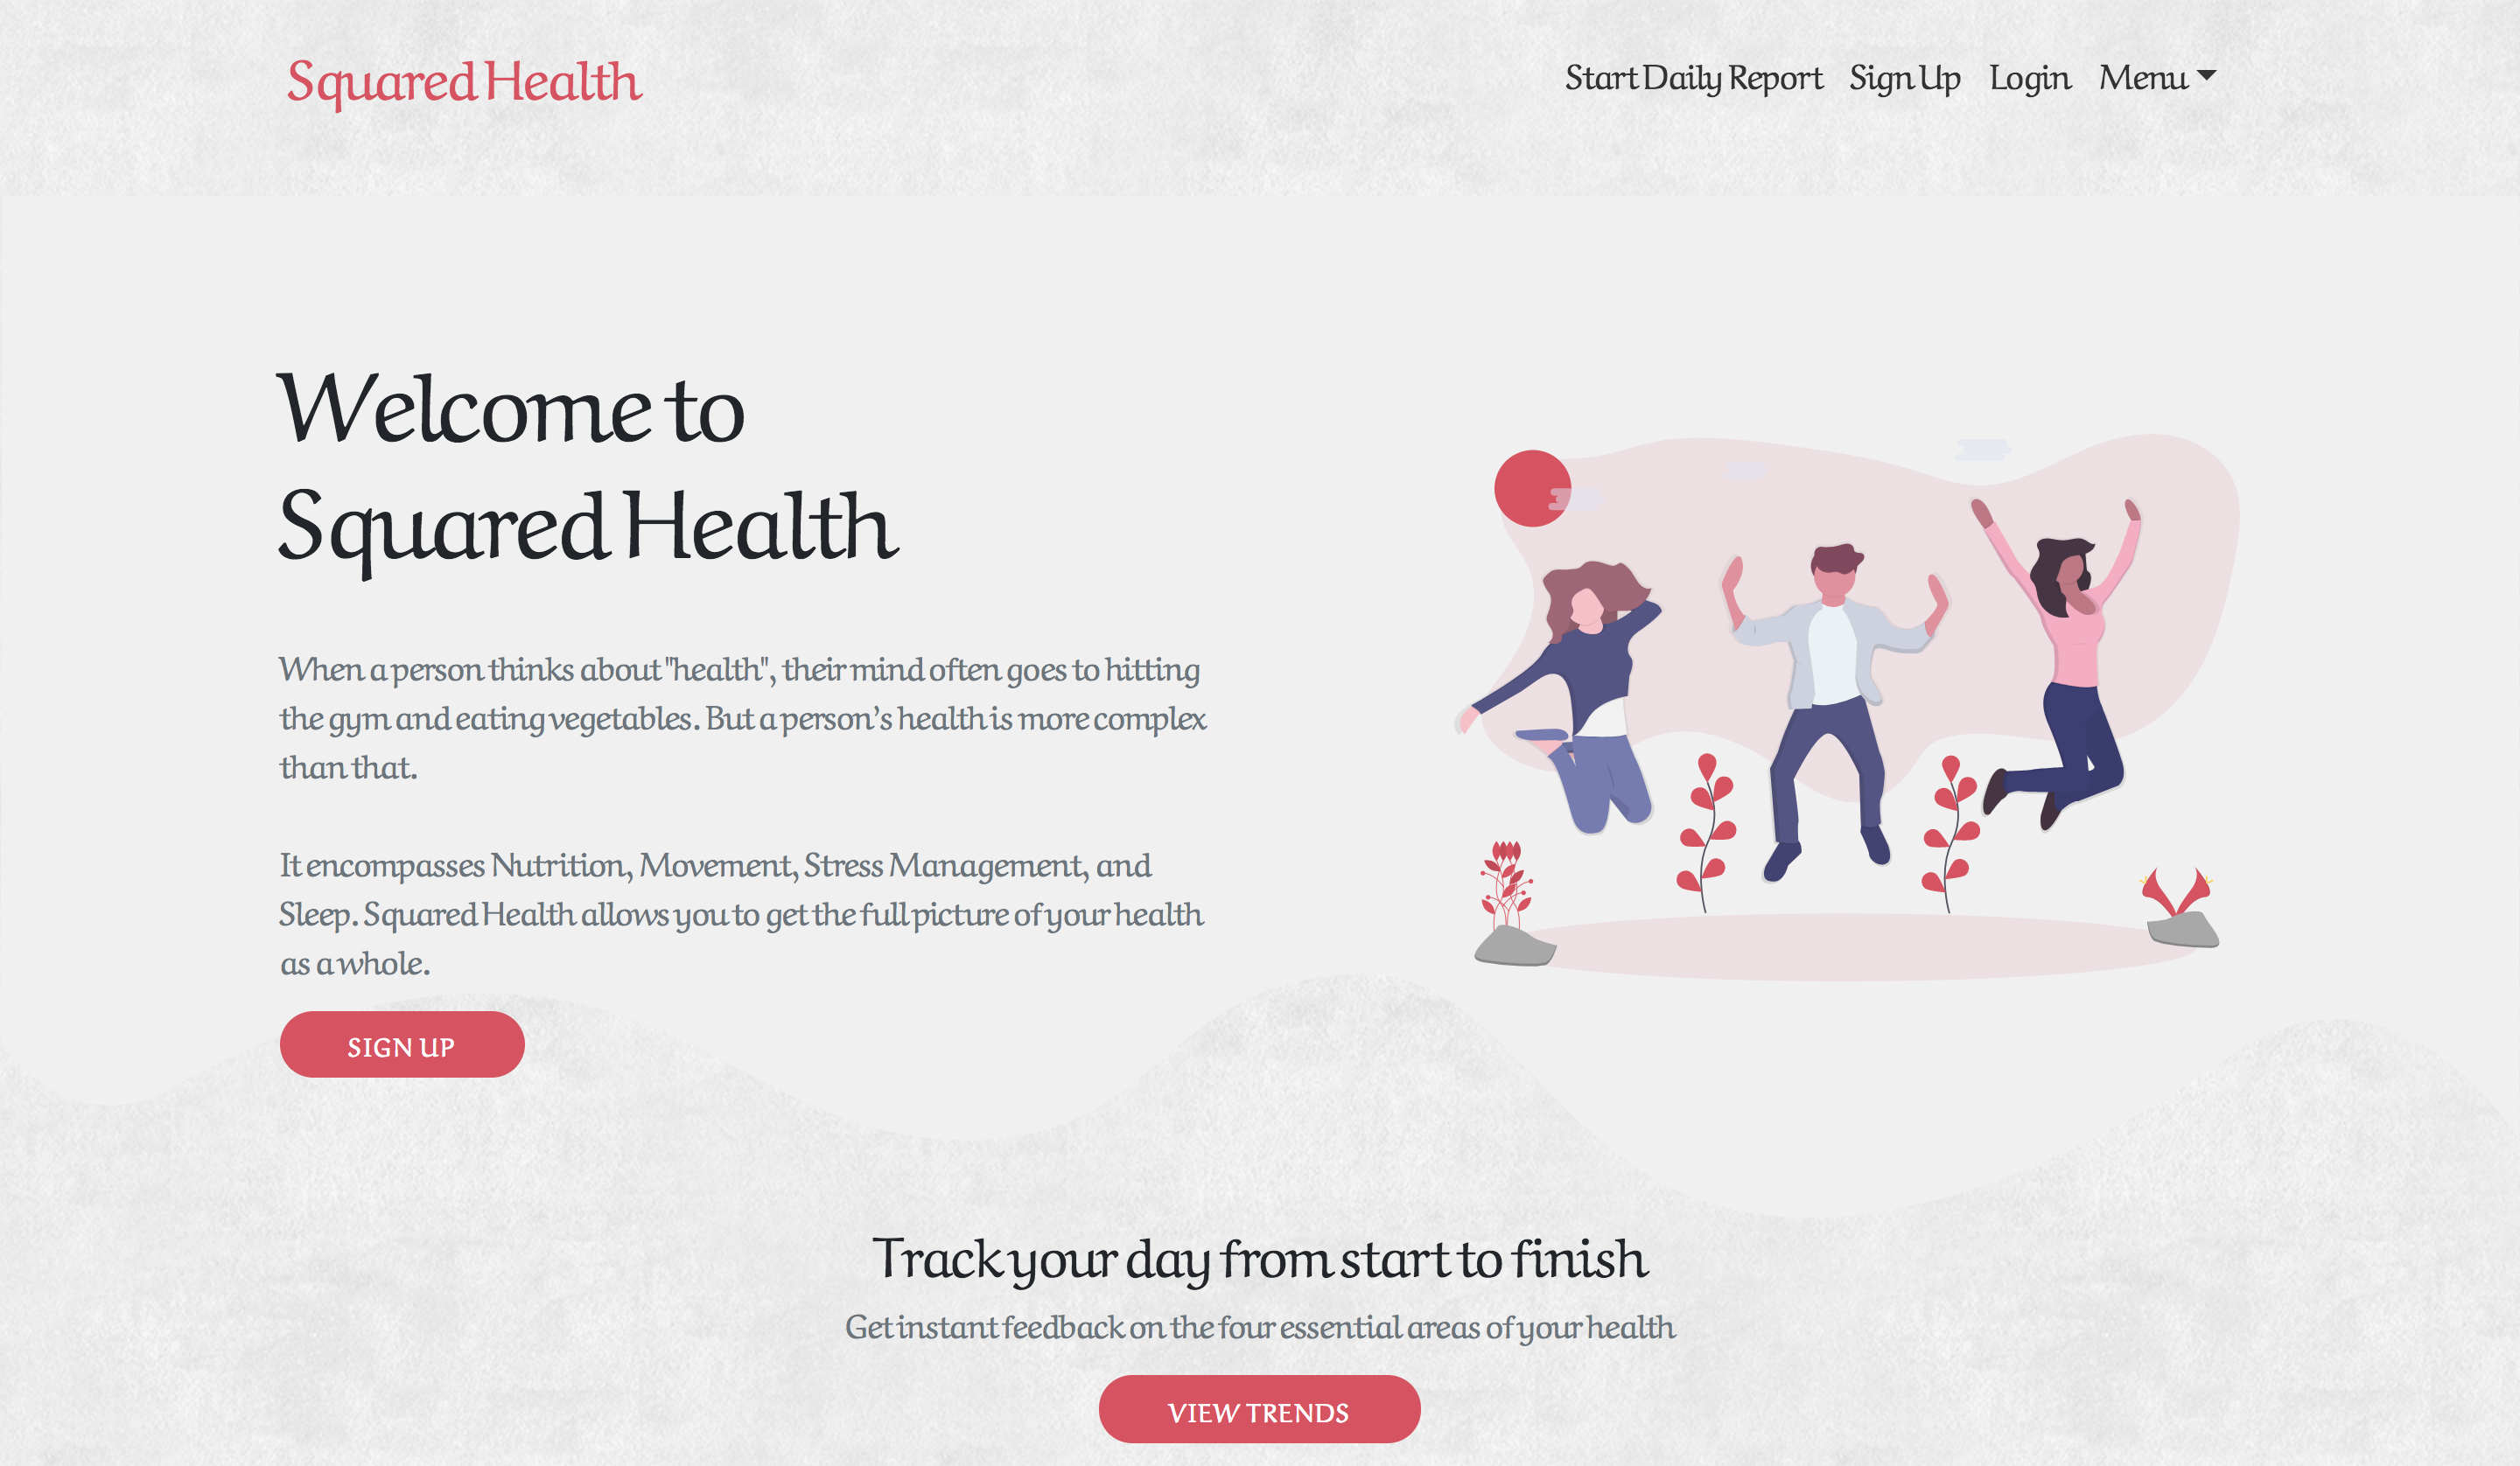 Squared Health
Start Daily Report Sign Up Login Menu
Welcome to
Squared Health
When a person thinks about "health", their mind often goes to hitting
the gym and eating vegetables. But a person’s health is more complex
than that.
It encompasses Nutrition, Movement, Stress Management, and
Sleep. Squared Health allows you to get the full picture of your health
as a whole.
SIGN UP
Track your day from start to finish
Get instant feedback on the four essential areas of your health
VIEW TRENDS